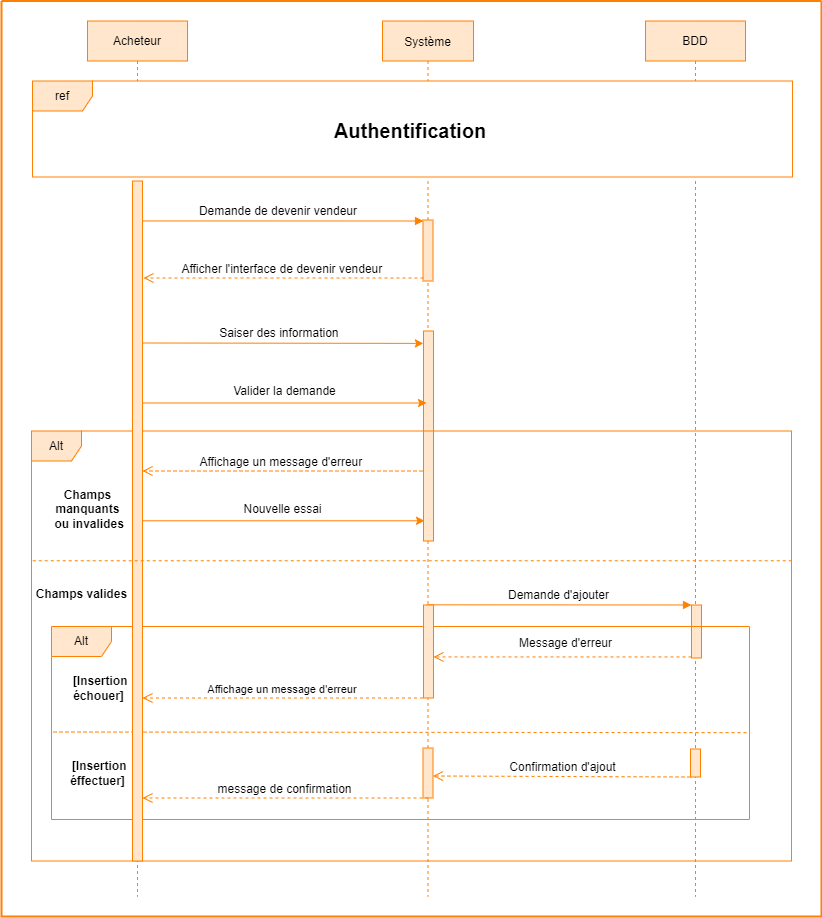 Acheteur
Système
BDD
ref
Authentification
Demande de devenir vendeur
Afficher l'interface de devenir vendeur
Saiser des information
Valider la demande
Alt
Affichage un message d'erreur
Champs
manquants
ou invalides
Nouvelle essai
Champs valides
Demande d'ajouter
Alt
Message d'erreur
[Insertion
échouer]
Affichage un message d'erreur
[Insertion
éffectuer]
Confirmation d'ajout
message de confirmation